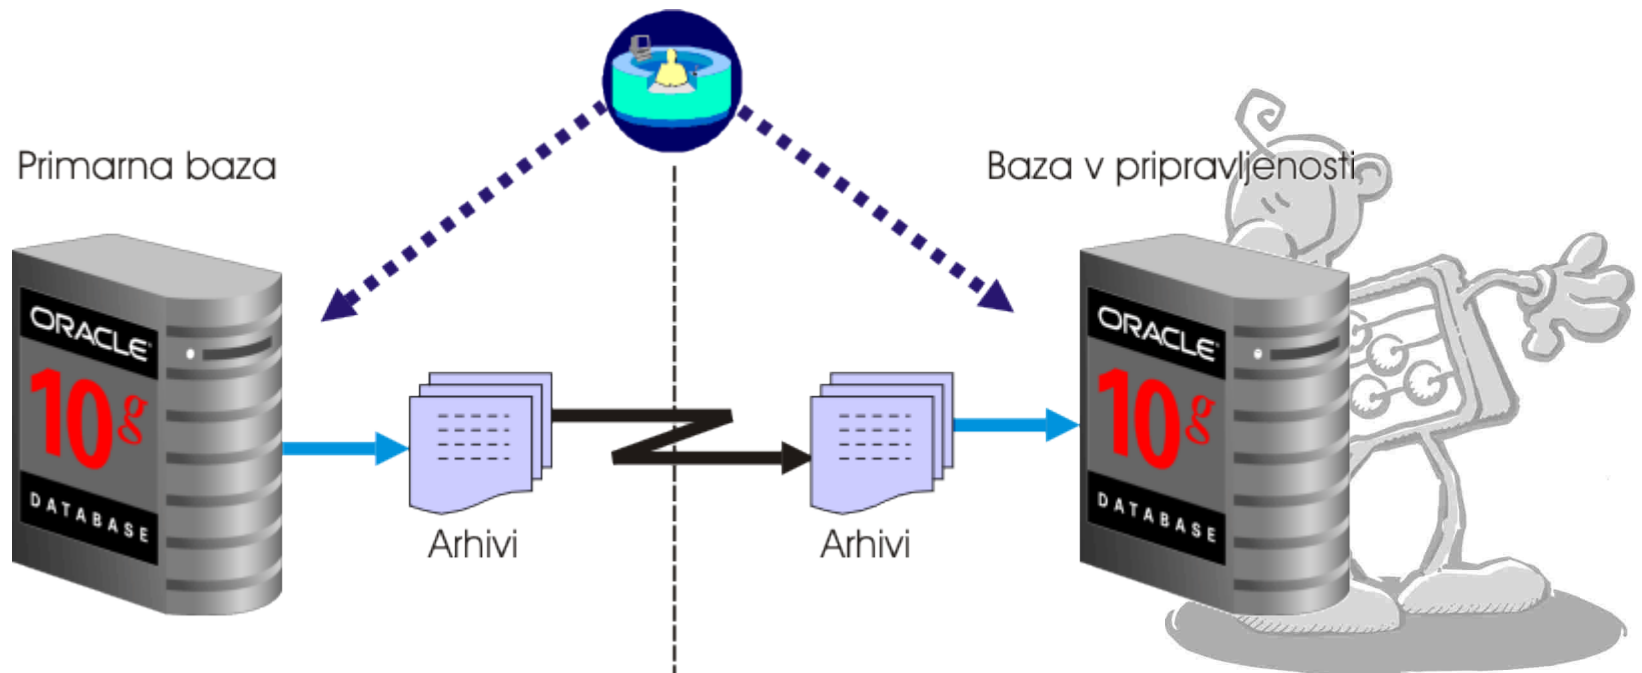 Primarna baza
Baza v pripravljenosti
ORACLE
10g
DATABASE
ORACLE
10g
DATABASE
Arhivi
Arhivi